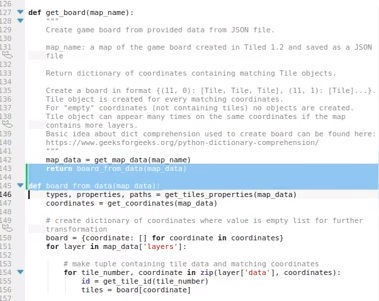 126
127 def get_board(map_name):
128 """
129 Create game board from provided data from JSON file.
130
131 map_name: a map of the game board created in Tiled 1.2 and saved as a JSON
file
132
133 Return dictionary of coordinates containing matching Tile objects.
134
135 Create a board in format {(11, 0): [Tile, Tile, Tile], (11, 1): [Tile]...}.
136 Tile object is created for every matching coordinates.
137 For "empty" coordinates (not containing tiles) no objects are created.
138 Tile object can appear many times on the same coordinates if the map
contains more layers.
139 Basic idea about dict comprehension used to create board can be found here:
140 https://www.geeksforgeeks.org/python-dictionary-comprehension/
141 """
142 map_data = get_map_data(map_name)
143 return board_from_data(map_data)
144
145 def board_from_data(map_data):
146 types, properties, paths = get_tiles_properties(map_data)
147 coordinates = get_coordinates(map_data)
148
149 # create dictionary of coordinates where value is empty list for further
transformation
150 board = {coordinate: [] for coordinate in coordinates}
151 for layer in map_data['layers']:
152
153 # make tuple containing tile data and matching coordinates
154 for tile_number, coordinate in zip(layer['data'], coordinates):
155 id = get_tile_id(tile_number)
156 tiles = board[coordinate]
157